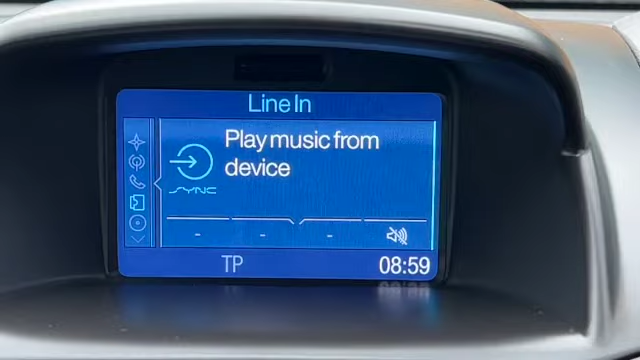 Line In
Play music from
device
SYNC
- - -
TP 08:59